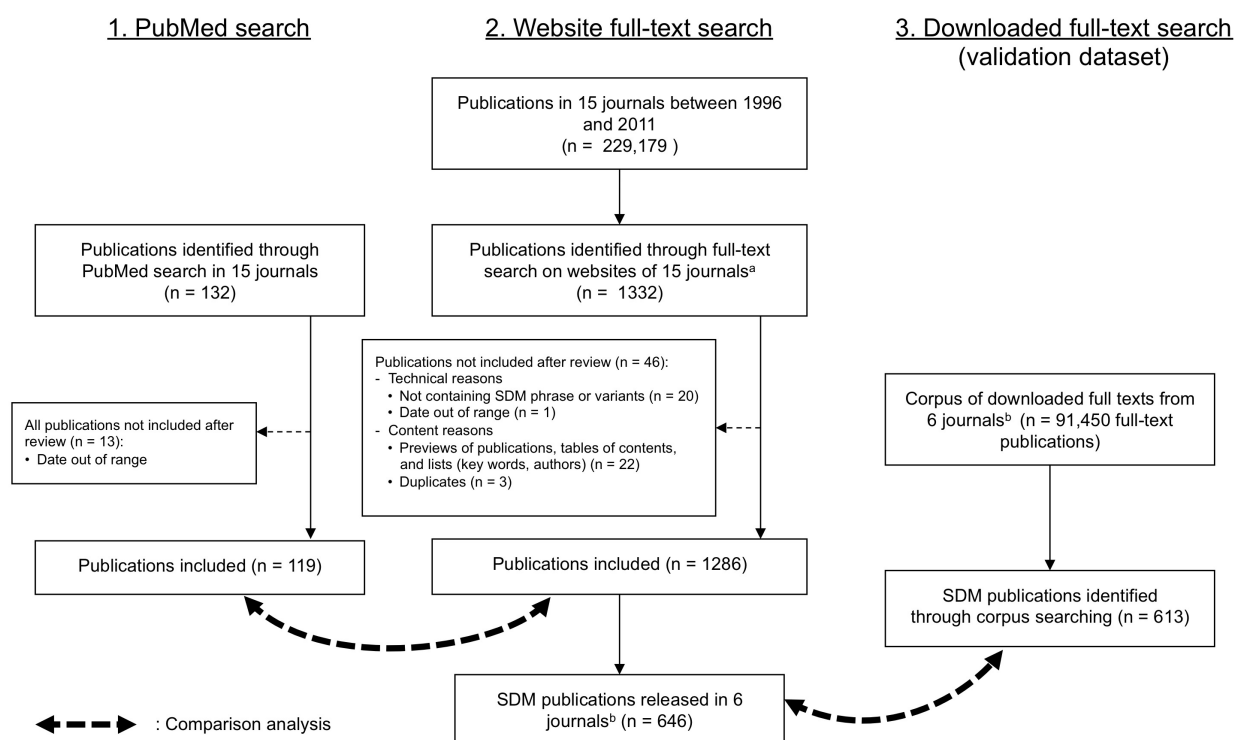 1. PubMed search
2. Website full-text search
3. Downloaded full-text search
(validation dataset)
Publications in 15 journals between 1996
and 2011
(n =  229,179 )
Publications identified through
PubMed search in 15 journals
(n = 132)
Publications identified through full-text
search on websites of 15 journalsᵃ
(n =  1332)
All publications not included after
review (n = 13):
• Date out of range
Publications not included after review (n = 46):
- Technical reasons
• Not containing SDM phrase or variants (n = 20)
• Date out of range (n = 1)
- Content reasons
• Previews of publications, tables of contents,
and lists (key words, authors) (n = 22)
• Duplicates (n = 3)
Corpus of downloaded full texts from
6 journalsᵇ (n = 91,450 full-text
publications)
Publications included (n = 119)
Publications included (n = 1286)
SDM publications identified
through corpus searching (n = 613)
SDM publications released in 6
journalsᵇ (n = 646)
: Comparison analysis